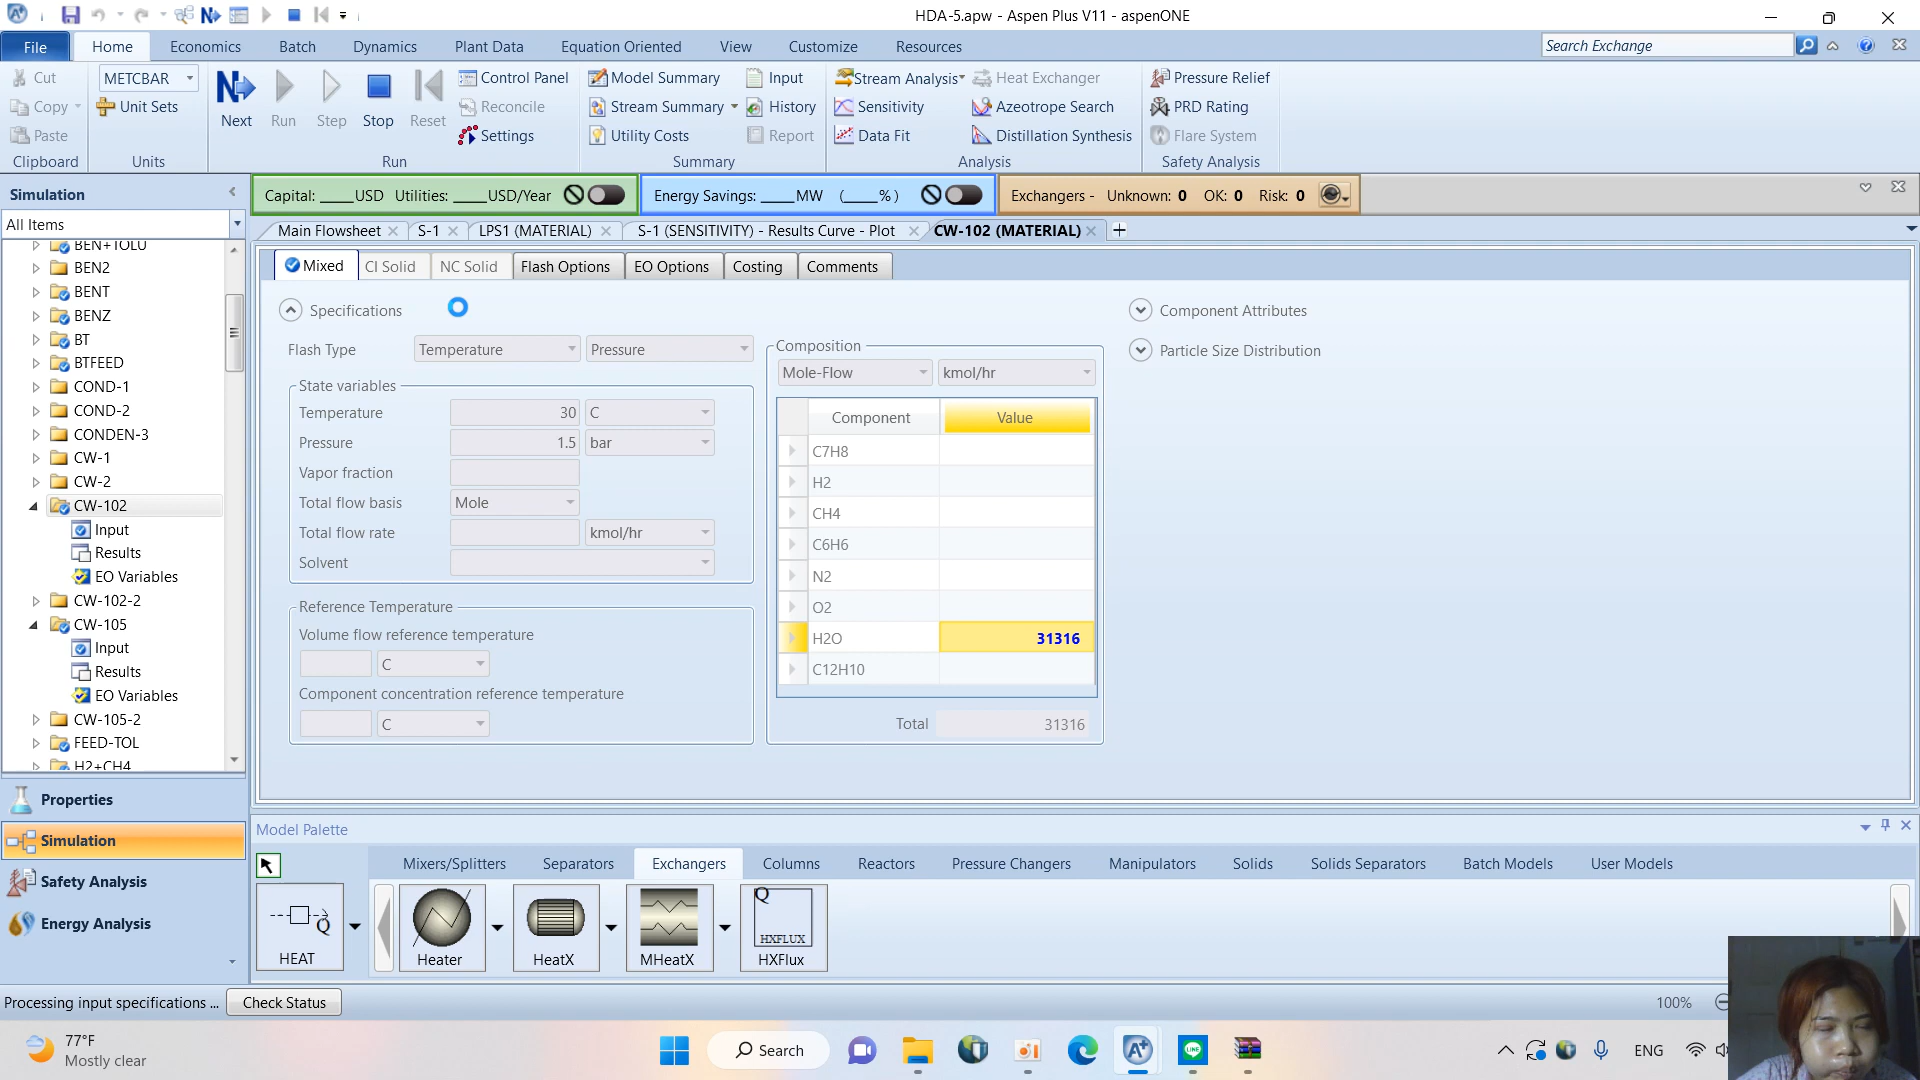 HDA-5.apw - Aspen Plus V11 - aspenONE
File
Home
Economics
Batch
Dynamics
Plant Data
Equation Oriented
View
Customize
Resources
Search Exchange
Cut
Copy
Paste
Clipboard
METCBAR
Unit Sets
Units
Next
Run
Step
Stop
Reset
Control Panel
Reconcile
Settings
Run
Model Summary
Stream Summary
Utility Costs
Input
History
Report
Summary
Stream Analysis
Sensitivity
Data Fit
Heat Exchanger
Azeotrope Search
Distillation Synthesis
Analysis
Pressure Relief
PRD Rating
Flare System
Safety Analysis
Simulation
All Items
Capital: ____USD Utilities: ____USD/Year
Energy Savings: ____MW (____%)
Exchangers - Unknown: 0 OK: 0 Risk: 0
Main Flowsheet
S-1
LPS1 (MATERIAL)
S-1 (SENSITIVITY) - Results Curve - Plot
CW-102 (MATERIAL)
BEN+TOLU
BEN2
BENT
BENZ
BT
BTFEED
COND-1
COND-2
CONDEN-3
CW-1
CW-2
CW-102
Input
Results
EO Variables
CW-102-2
CW-105
Input
Results
EO Variables
CW-105-2
FEED-TOL
H2+CH4
Properties
Simulation
Safety Analysis
Energy Analysis
Mixed
CI Solid
NC Solid
Flash Options
EO Options
Costing
Comments
Specifications
Flash Type Temperature Pressure
State variables
Temperature 30 C
Pressure 1.5 bar
Vapor fraction
Total flow basis Mole
Total flow rate kmol/hr
Solvent
Reference Temperature
Volume flow reference temperature
C
Component concentration reference temperature
C
Composition
Mole-Flow kmol/hr
Component Value
C7H8
H2
CH4
C6H6
N2
O2
H2O 31316
C12H10
Total 31316
Component Attributes
Particle Size Distribution
Model Palette
Mixers/Splitters
Separators
Exchangers
Columns
Reactors
Pressure Changers
Manipulators
Solids
Solids Separators
Batch Models
User Models
Q
HEAT
Heater
HeatX
MHeatX
Q
HXFLUX
HXFlux
Processing input specifications ...
Check Status
100%
77°F
Mostly clear
Search
ENG